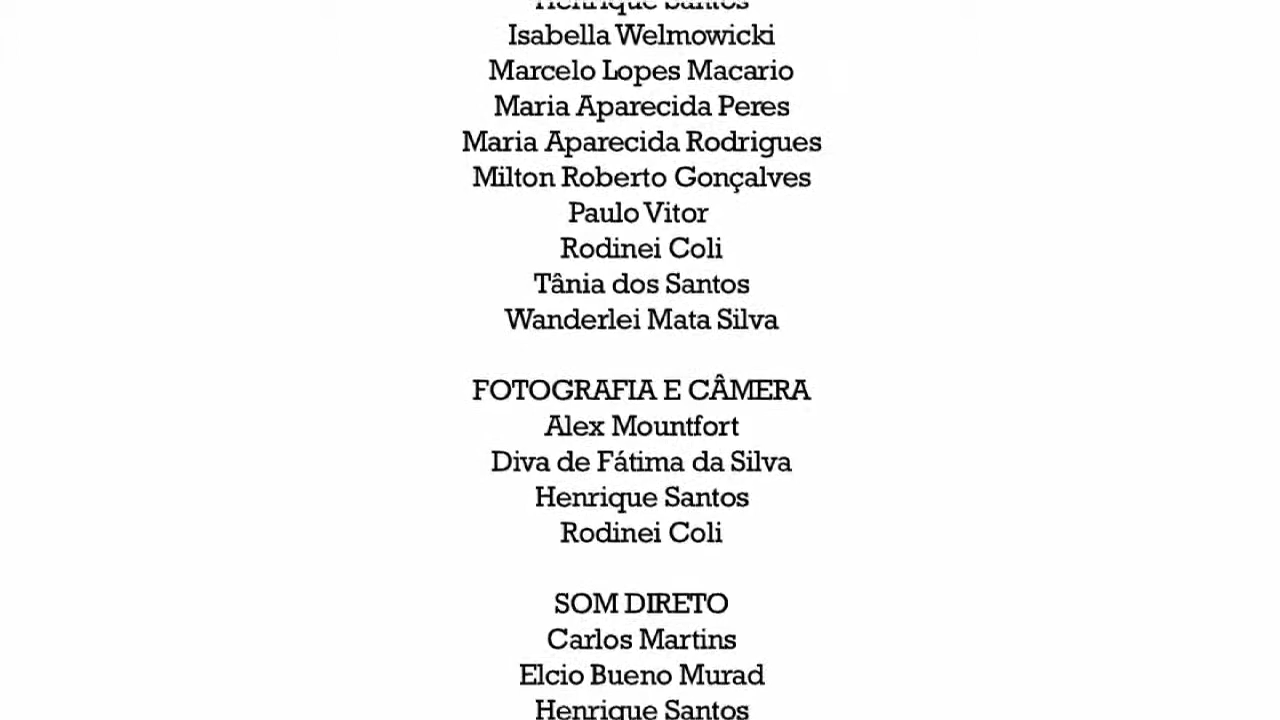 Henrique Santos
Isabella Welmowicki
Marcelo Lopes Macario
Maria Aparecida Peres
Maria Aparecida Rodrigues
Milton Roberto Gonçalves
Paulo Vitor
Rodinei Coli
Tânia dos Santos
Wanderlei Mata Silva
FOTOGRAFIA E CÂMERA
Alex Mountfort
Diva de Fátima da Silva
Henrique Santos
Rodinei Coli
SOM DIRETO
Carlos Martins
Elcio Bueno Murad
Henrique Santos